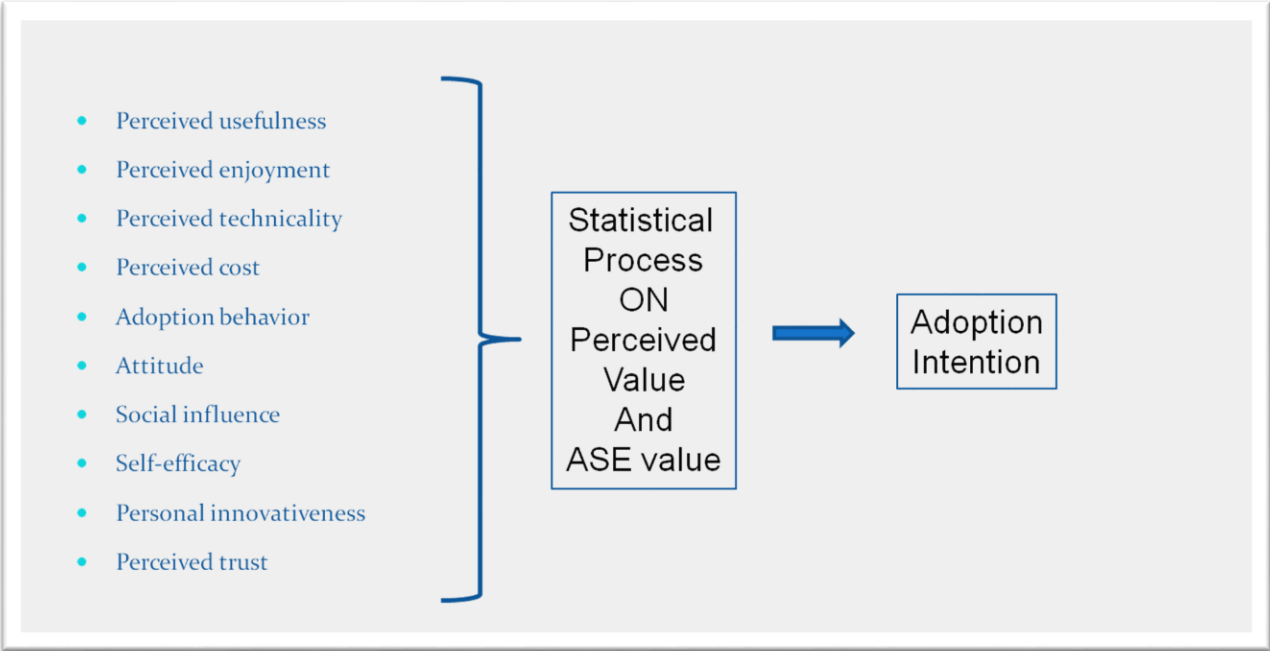 Perceived usefulness
Perceived enjoyment
Perceived technicality
Perceived cost
Adoption behavior
Attitude
Social influence
Self-efficacy
Personal innovativeness
Perceived trust
Statistical
Process
ON
Perceived
Value
And
ASE value
Adoption
Intention